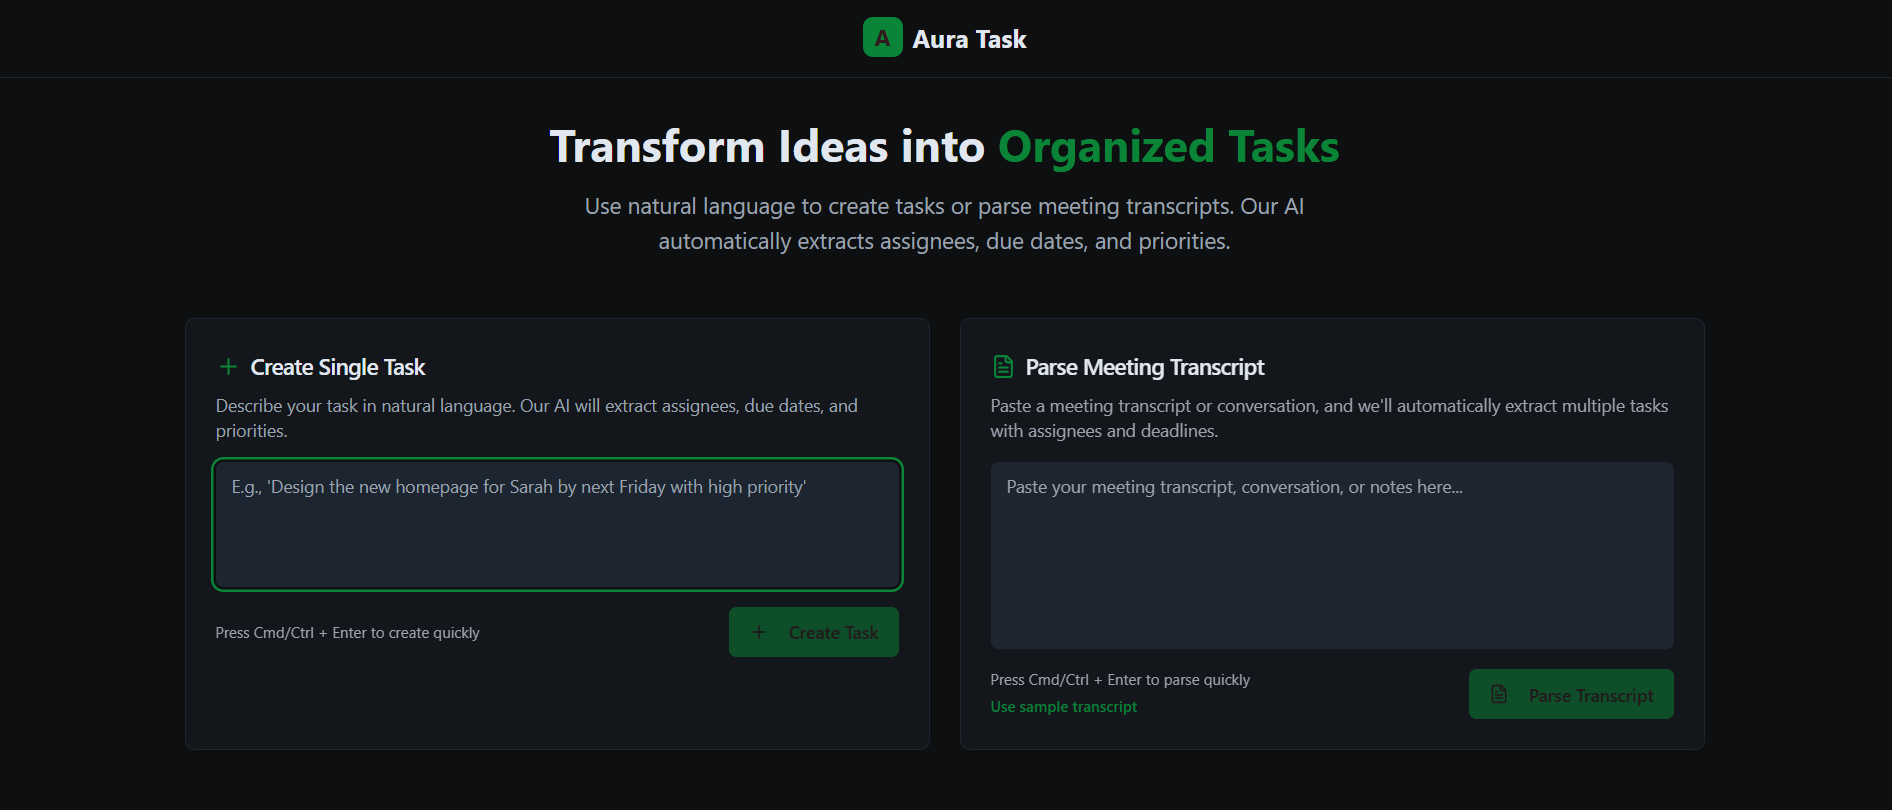 A Aura Task
Transform Ideas into Organized Tasks
Use natural language to create tasks or parse meeting transcripts. Our AI
automatically extracts assignees, due dates, and priorities.
Create Single Task
Describe your task in natural language. Our AI will extract assignees, due dates, and
priorities.
E.g., 'Design the new homepage for Sarah by next Friday with high priority'
Press Cmd/Ctrl + Enter to create quickly
Create Task
Parse Meeting Transcript
Paste a meeting transcript or conversation, and we'll automatically extract multiple tasks
with assignees and deadlines.
Paste your meeting transcript, conversation, or notes here...
Press Cmd/Ctrl + Enter to parse quickly
Use sample transcript
Parse Transcript